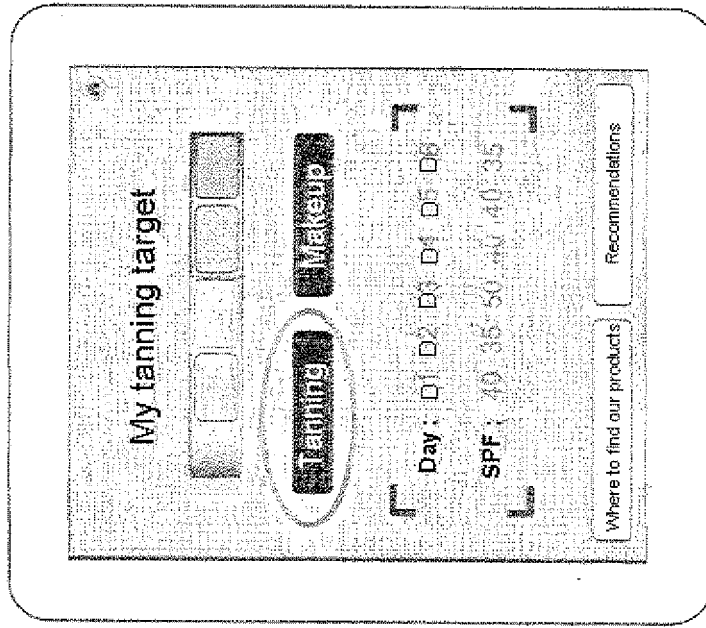 My tanning target
Tanning Makeup
Day : D1 D2 D3 D4 D5 D6
SPF : 40 35 50 40 40 35
Where to find our products Recommendations